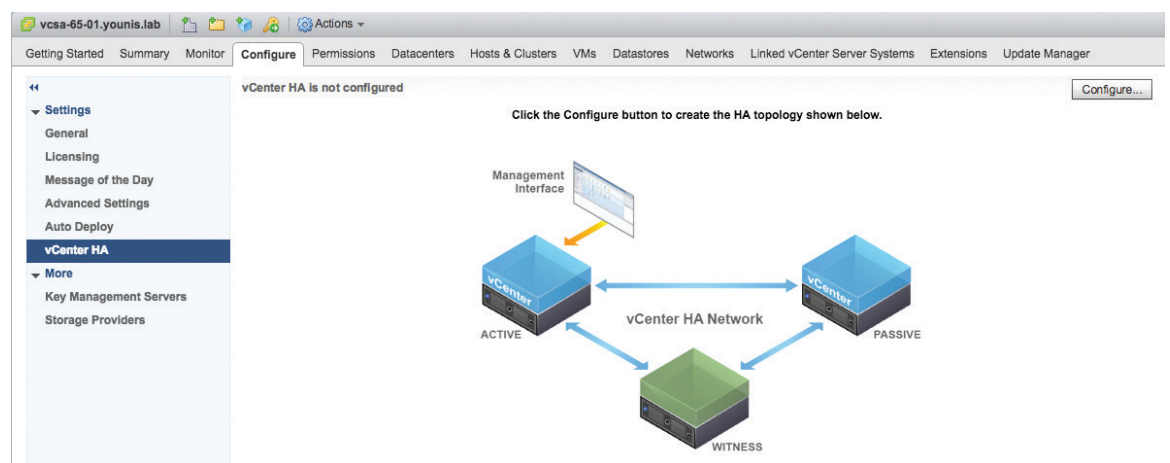 vcsa-65-01.younis.lab Actions
Getting Started Summary Monitor Configure Permissions Datacenters Hosts & Clusters VMs Datastores Networks Linked vCenter Server Systems Extensions Update Manager
Settings
General
Licensing
Message of the Day
Advanced Settings
Auto Deploy
vCenter HA
More
Key Management Servers
Storage Providers
vCenter HA is not configured
Configure...
Click the Configure button to create the HA topology shown below.
Management
Interface
vCenter
ACTIVE
vCenter HA Network
vCenter
PASSIVE
WITNESS